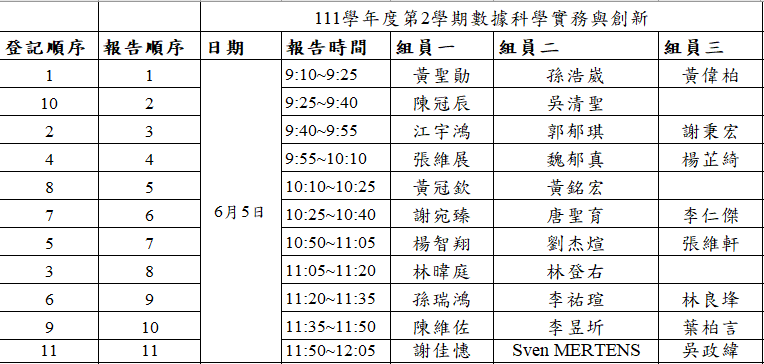 111學年度第2學期數據科學實務與創新
登記順序 報告順序 日期 報告時間 組員一 組員二 組員三
1 1 9:10~9:25 黃聖勛 孫浩崴 黃偉柏
10 2 9:25~9:40 陳冠辰 吳清聖
2 3 9:40~9:55 江宇鴻 郭郁琪 謝秉宏
4 4 9:55~10:10 張維展 魏郁真 楊芷綺
8 5 10:10~10:25 黃冠欽 黃銘宏
7 6 6月5日 10:25~10:40 謝宛臻 唐聖育 李仁傑
5 7 10:50~11:05 楊智翔 劉杰煊 張維軒
3 8 11:05~11:20 林暐庭 林登右
6 9 11:20~11:35 孫瑞鴻 李祐瑄 林良埄
9 10 11:35~11:50 陳維佐 李昱圻 葉柏言
11 11 11:50~12:05 謝佳憓 Sven MERTENS 吳政緯